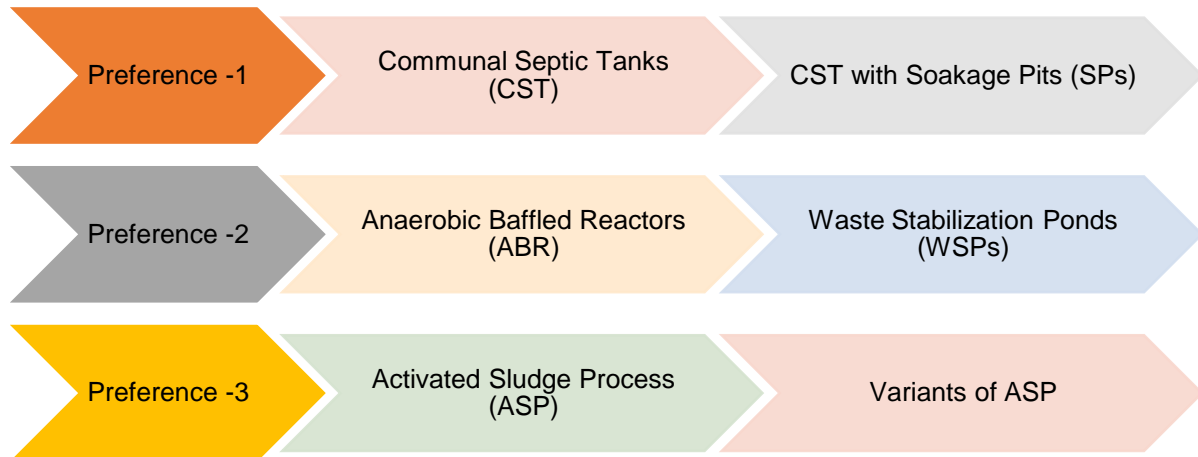 Preference -1
Communal Septic Tanks
(CST)
CST with Soakage Pits (SPs)
Preference -2
Anaerobic Baffled Reactors
(ABR)
Waste Stabilization Ponds
(WSPs)
Preference -3
Activated Sludge Process
(ASP)
Variants of ASP